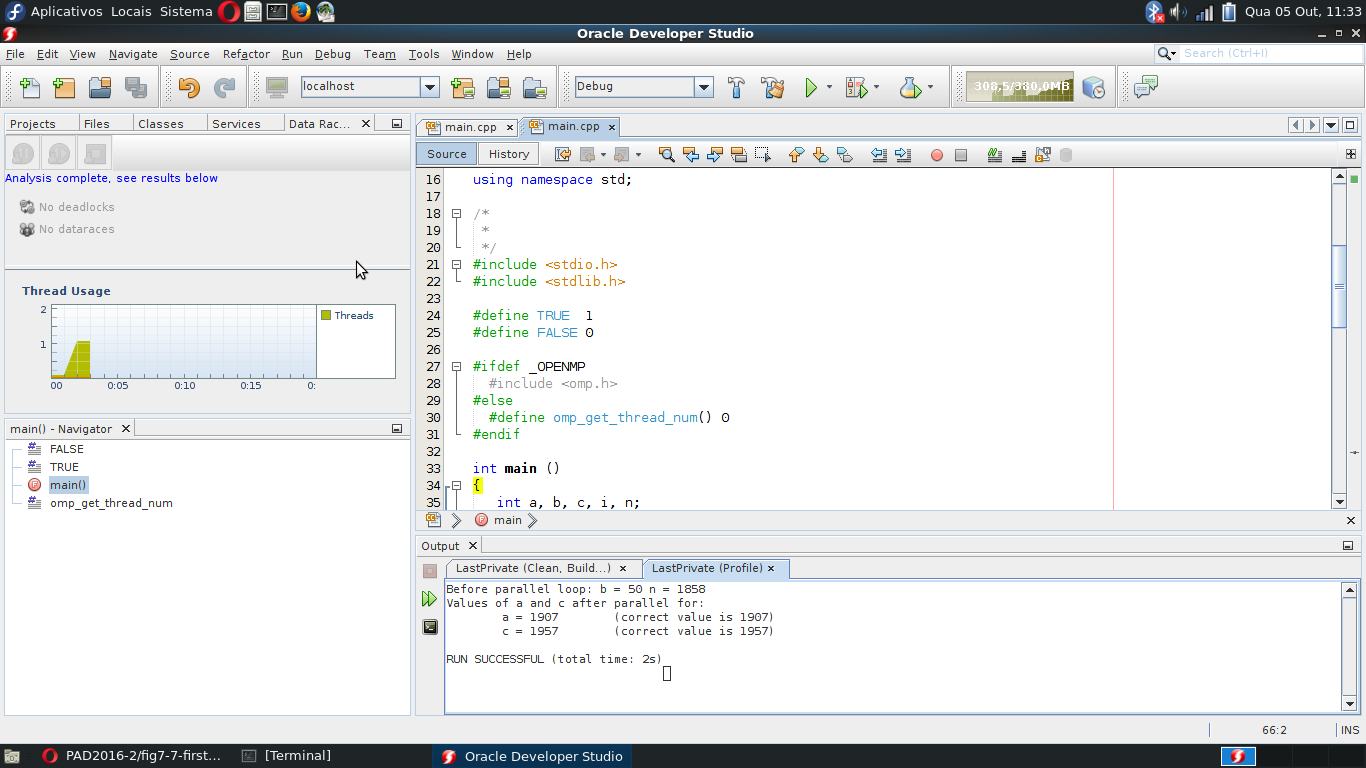 Aplicativos Locais Sistema
Qua 05 Out, 11:33
Oracle Developer Studio
File Edit View Navigate Source Refactor Run Debug Team Tools Window Help
Search (Ctrl+I)
localhost
Debug
308,5/380,0MB
Projects Files Classes Services Data Rac...
Analysis complete, see results below
No deadlocks
No dataraces
Thread Usage
2
1
Threads
00 0:05 0:10 0:15 0:
main() - Navigator
FALSE
TRUE
main()
omp_get_thread_num
main.cpp main.cpp
Source History
16 using namespace std;
17
18 /*
19 *
20 */
21 #include <stdio.h>
22 #include <stdlib.h>
23
24 #define TRUE  1
25 #define FALSE 0
26
27 #ifdef _OPENMP
28 #include <omp.h>
29 #else
30 #define omp_get_thread_num() 0
31 #endif
32
33 int main ()
34 {
35 int a, b, c, i, n;
main
Output
LastPrivate (Clean, Build...) LastPrivate (Profile)
Before parallel loop: b = 50 n = 1858
Values of a and c after parallel for:
a = 1907 (correct value is 1907)
c = 1957 (correct value is 1957)
RUN SUCCESSFUL (total time: 2s)
66:2 INS
PAD2016-2/fig7-7-first... [Terminal] Oracle Developer Studio